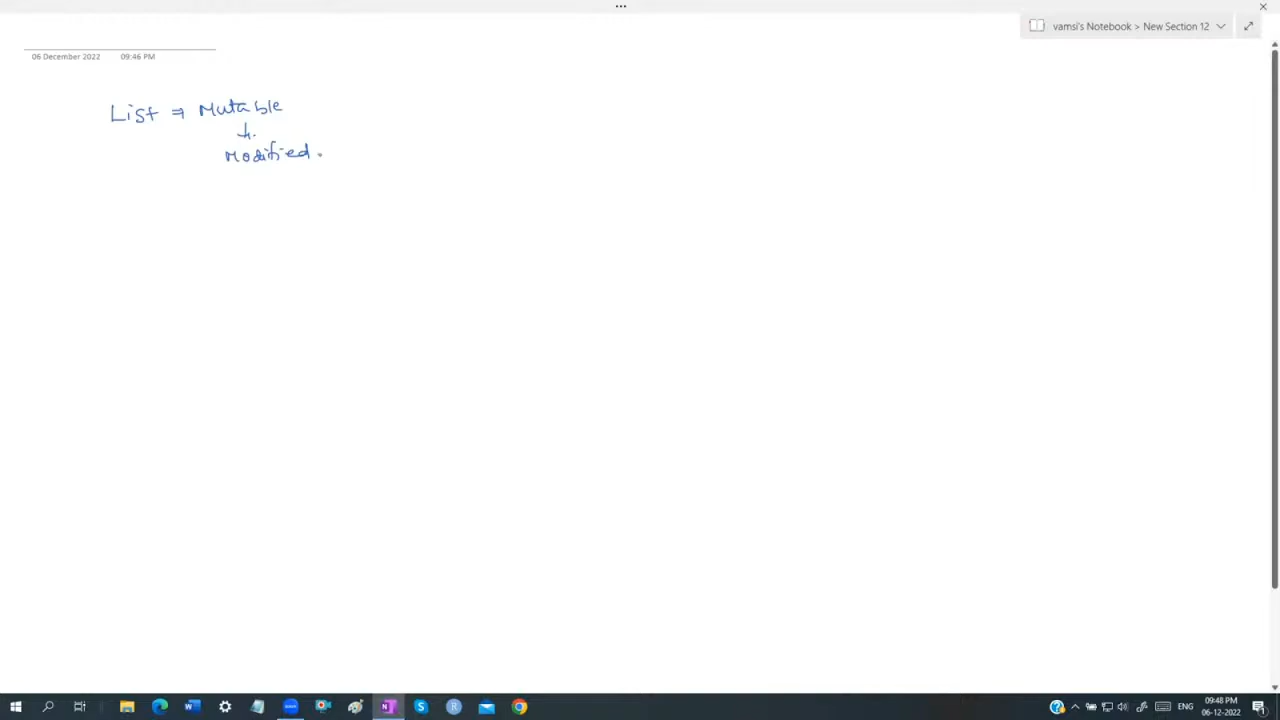 vamsi's Notebook > New Section 12
06 December 2022 09:46 PM
List ⇒ Mutable
↓
Modified.
ENG
09:48 PM
06-12-2022